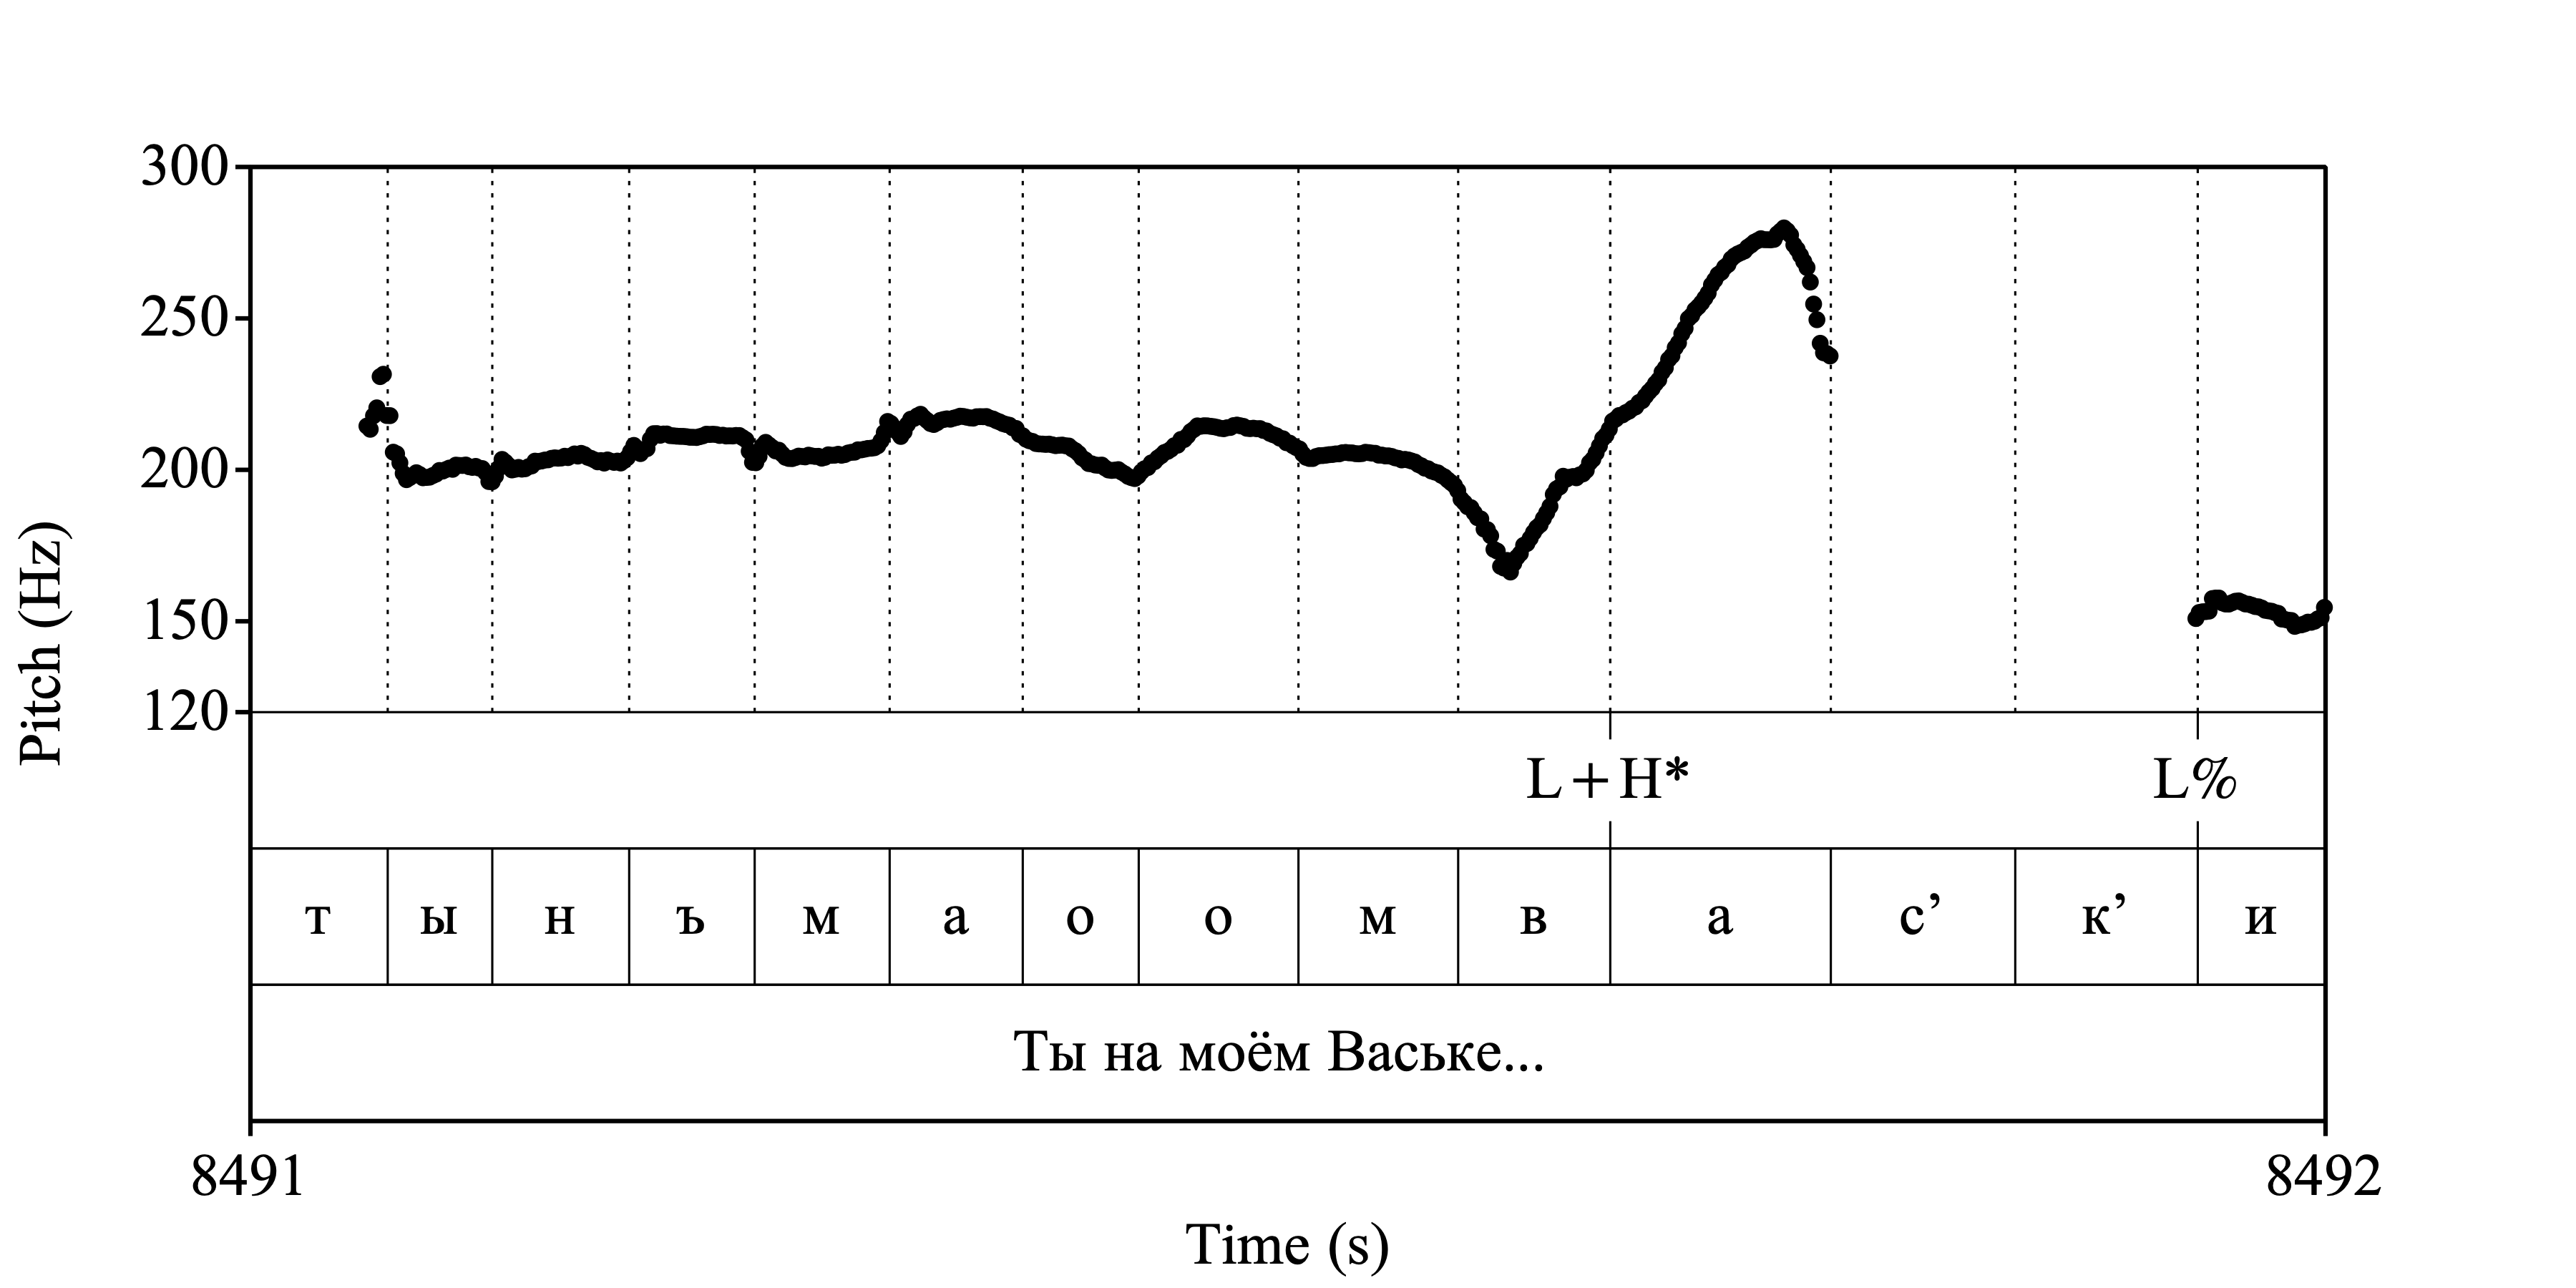 300
250
200
150
120
Pitch (Hz)
L+H* L%
т ы н ъ м а о о м в а с’ к’ и
Ты на моём Ваське...
8491 8492
Time (s)